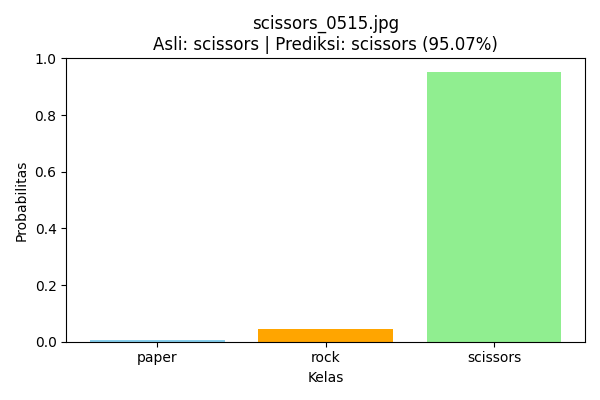 scissors_0515.jpg
Asli: scissors | Prediksi: scissors (95.07%)
Probabilitas
1.0
0.8
0.6
0.4
0.2
0.0
paper rock scissors
Kelas